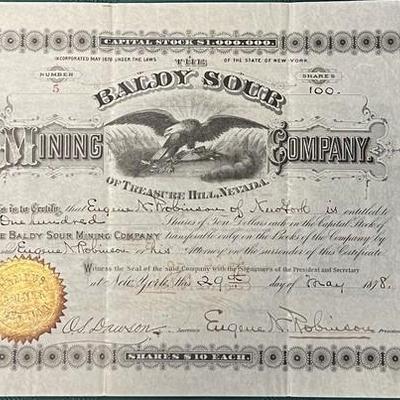 CAPITAL STOCK $1,000,000.
INCORPORATED MAY 1878 UNDER THE LAWS OF THE STATE OF NEW YORK
THE
NUMBER
5
SHARES
100.
BALDY SOUR
MINING COMPANY.
OF TREASURE HILL, NEVADA.
is to Certify that Eugene N. Robinson of New York is entitled to
One hundred Shares of Ten Dollars each in the Capital Stock of
E BALDY SOUR MINING COMPANY transferable only on the Books of the Company by
Eugene N. Robinson or his Attorney on the surrender of this Certificate
Witness the Seal of the said Company with the Signatures of the President and Secretary
at New York, this 29th day of May 1878.
O.S. Dawson Eugene N. Robinson
SHARES $10 EACH.